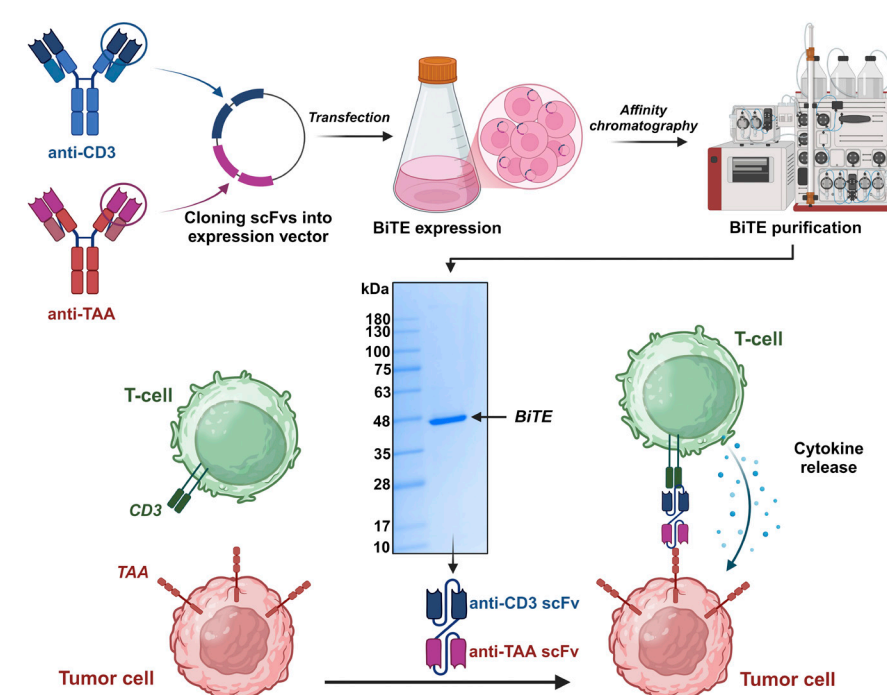 anti-CD3
anti-TAA
Cloning scFvs into
expression vector
Transfection
BiTE expression
Affinity
chromatography
BiTE purification
kDa
180
130
100
75
63
48
35
28
17
10
BiTE
T-cell
CD3
TAA
Tumor cell
anti-CD3 scFv
anti-TAA scFv
T-cell
Cytokine
release
Tumor cell